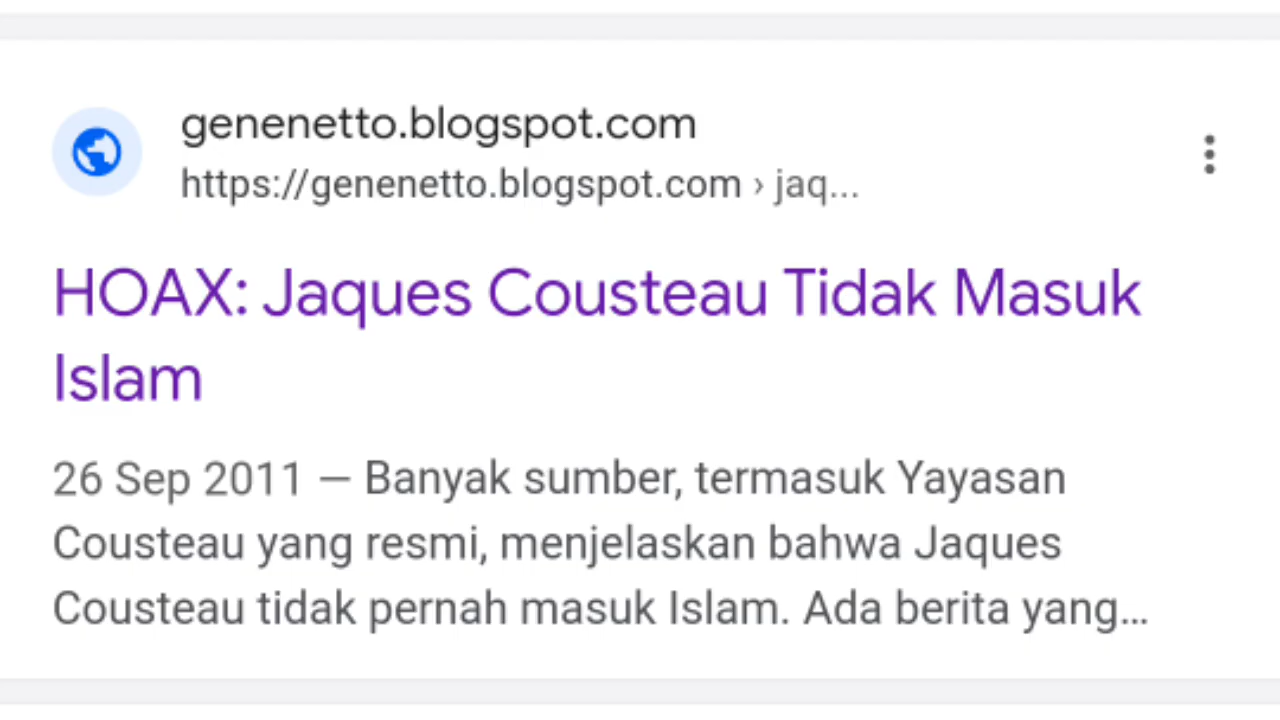 genenetto.blogspot.com
https://genenetto.blogspot.com › jaq...
HOAX: Jaques Cousteau Tidak Masuk
Islam
26 Sep 2011 — Banyak sumber, termasuk Yayasan
Cousteau yang resmi, menjelaskan bahwa Jaques
Cousteau tidak pernah masuk Islam. Ada berita yang...